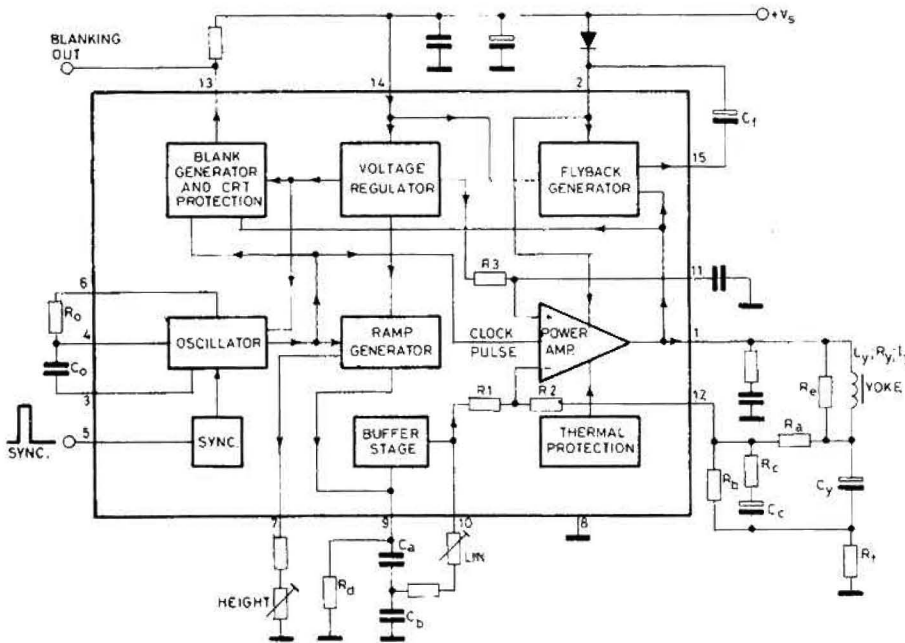 +Vs
BLANKING
OUT
13
14
2
Cf
15
BLANK
GENERATOR
AND CRT
PROTECTION
VOLTAGE
REGULATOR
FLYBACK
GENERATOR
R3
11
6
Ro
4
Co
3
OSCILLATOR
RAMP
GENERATOR
CLOCK
PULSE
+
POWER
AMP.
-
1
Ly, Ry, I
YOKE
Re
R1
R2
12
5
SYNC.
SYNC.
BUFFER
STAGE
THERMAL
PROTECTION
Ra
Rb
Rc
Cc
Cy
7
9
10
8
HEIGHT
Rd
Ca
Cb
LIN
Rf